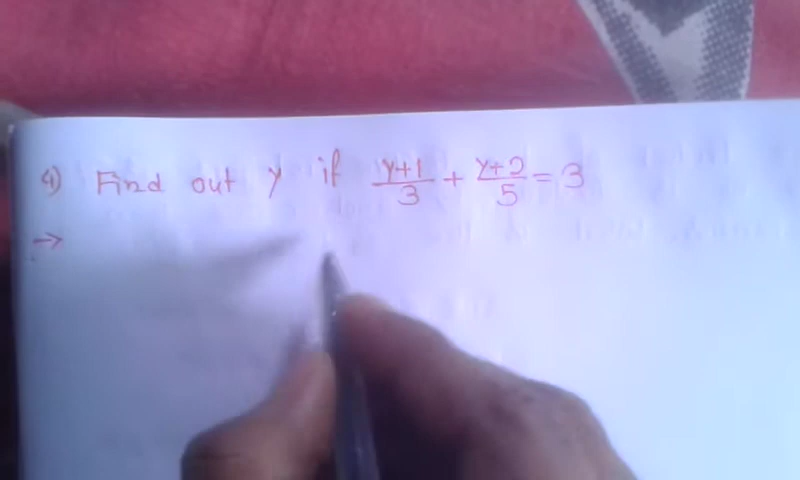 4) Find out y if y+1/3 + y+2/5 = 3
→